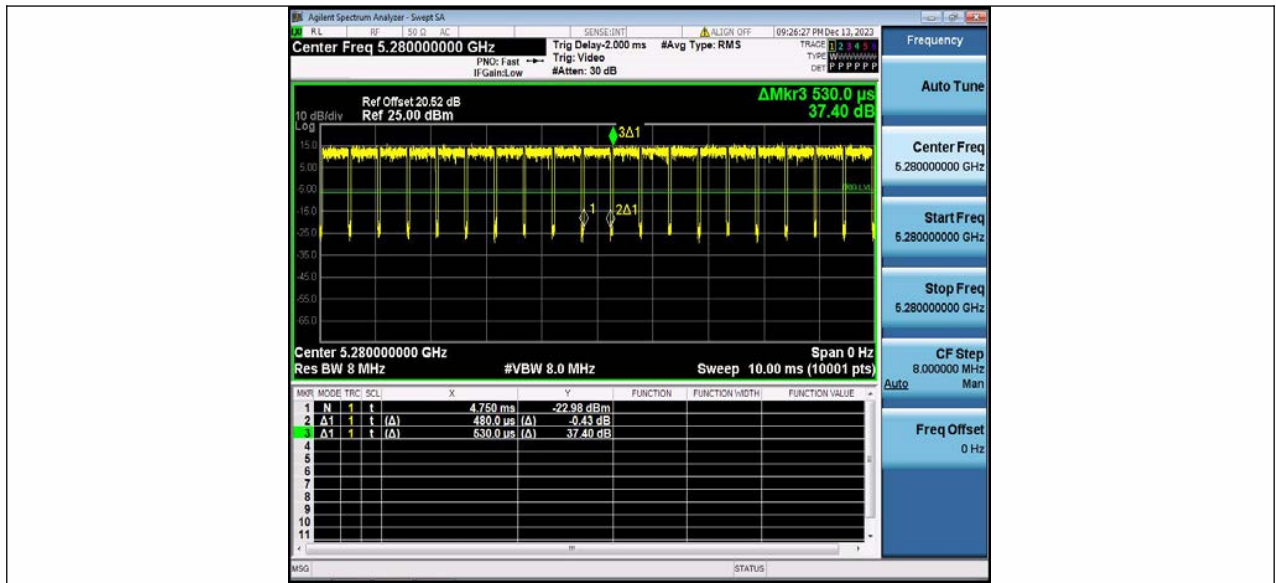 Agilent Spectrum Analyzer - Swept SA
RL RF 50 Ω AC SENSE:INT ALIGN OFF 09:26:27 PM Dec 13, 2023
Center Freq 5.280000000 GHz
PNO: Fast
IFGain:Low
Trig Delay-2.000 ms
Trig: Video
#Atten: 30 dB
#Avg Type: RMS
TRACE 1 2 3 4 5 6
TYPE
DET P P P P P P
Frequency
Auto Tune
ΔMkr3 530.0 µs
37.40 dB
Ref Offset 20.52 dB
10 dB/div Ref 25.00 dBm
Log
15.0
5.00
-5.00
-15.0
-25.0
-35.0
-45.0
-55.0
-65.0
3Δ1
1
2Δ1
Center Freq
5.280000000 GHz
Start Freq
5.280000000 GHz
Stop Freq
5.280000000 GHz
CF Step
8.000000 MHz
Auto Man
Freq Offset
0 Hz
Center 5.280000000 GHz Span 0 Hz
Res BW 8 MHz #VBW 8.0 MHz Sweep 10.00 ms (10001 pts)
MKR MODE TRC SCL X Y FUNCTION FUNCTION WIDTH FUNCTION VALUE
1 N 1 t 4.750 ms -22.98 dBm
2 Δ1 1 t (Δ) 480.0 µs (Δ) -0.43 dB
3 Δ1 1 t (Δ) 530.0 µs (Δ) 37.40 dB
4
5
6
7
8
9
10
11
MSG STATUS